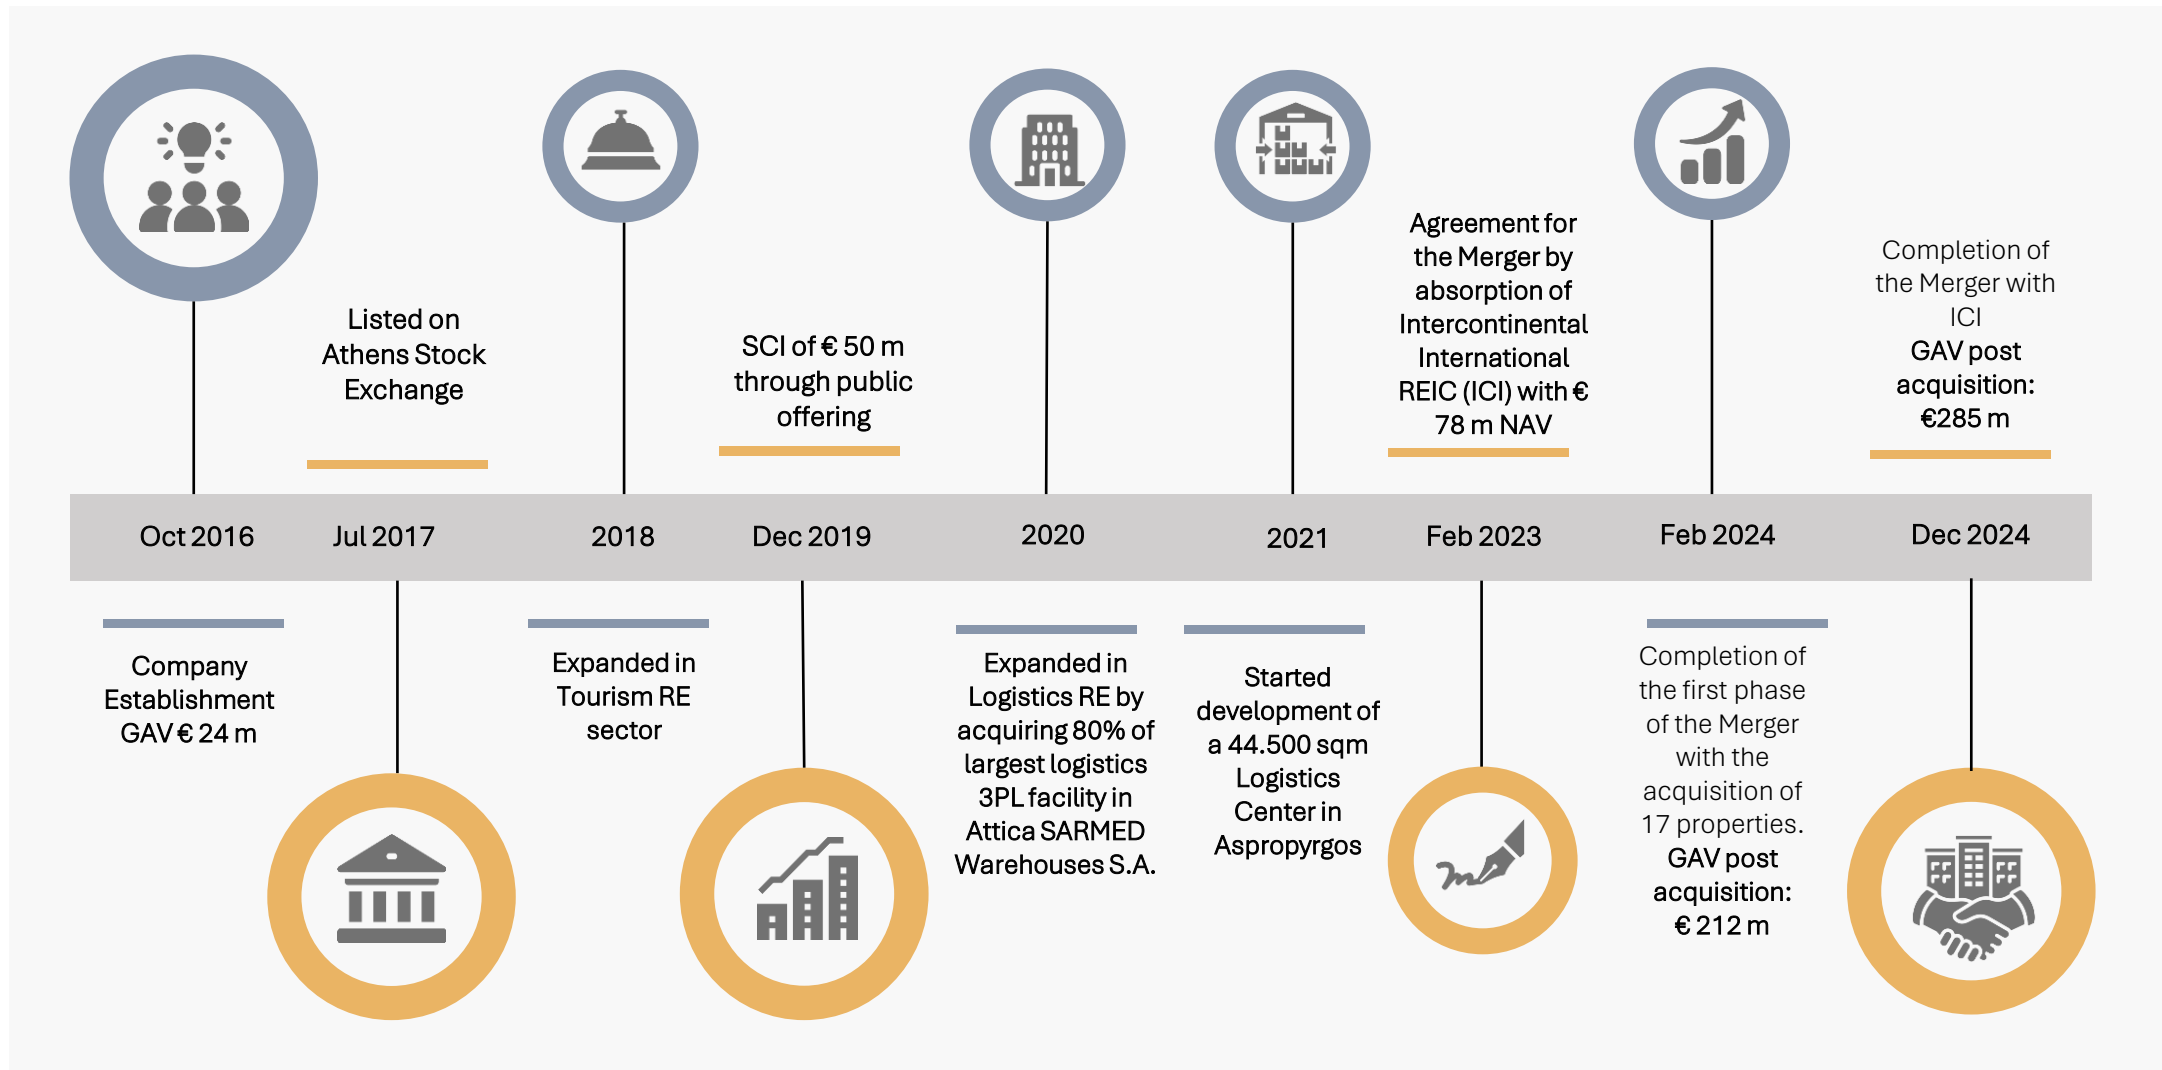 Oct 2016
Company
Establishment
GAV € 24 m
Listed on
Athens Stock
Exchange
Jul 2017
2018
Expanded in
Tourism RE
sector
SCI of € 50 m
through public
offering
Dec 2019
2020
Expanded in
Logistics RE by
acquiring 80% of
largest logistics
3PL facility in
Attica SARMED
Warehouses S.A.
2021
Started
development of
a 44.500 sqm
Logistics
Center in
Aspropyrgos
Agreement for
the Merger by
absorption of
Intercontinental
International
REIC (ICI) with €
78 m NAV
Feb 2023
Feb 2024
Completion of
the first phase
of the Merger
with the
acquisition of
17 properties.
GAV post
acquisition:
€ 212 m
Completion of
the Merger with
ICI
GAV post
acquisition:
€285 m
Dec 2024